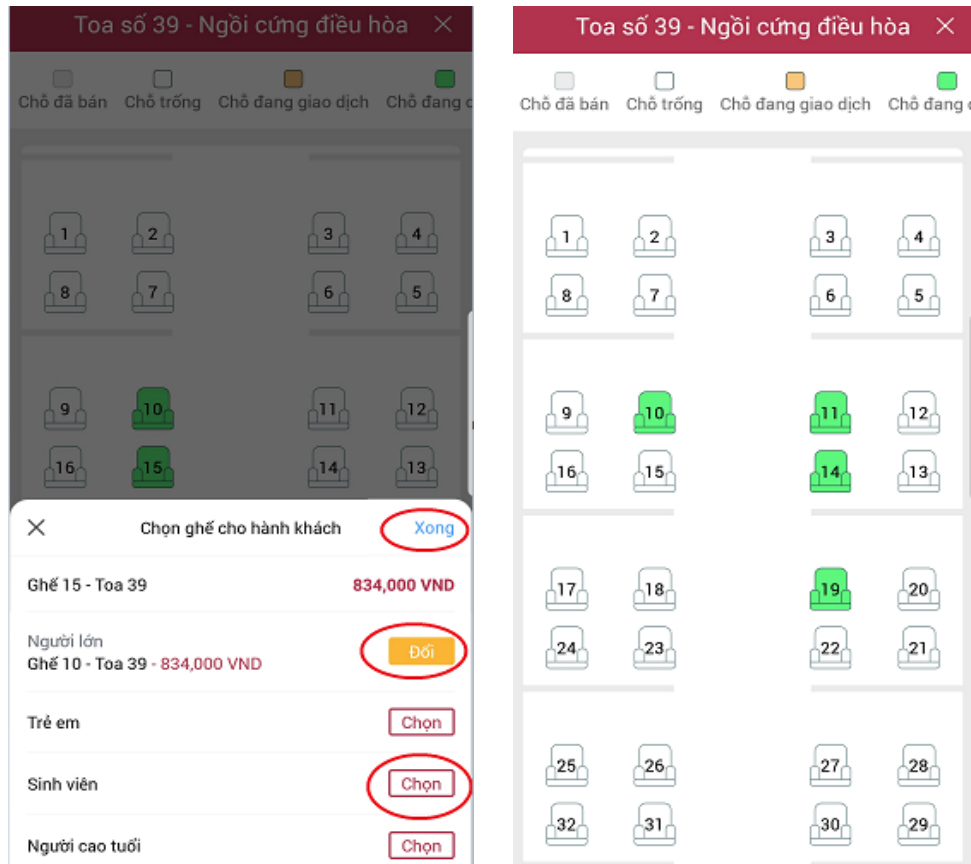 Toa số 39 - Ngồi cứng điều hòa ×
Chỗ đã bán Chỗ trống Chỗ đang giao dịch Chỗ đang
1 2 3 4
8 7 6 5
9 10 11 12
16 15 14 13
× Chọn ghế cho hành khách Xong
Ghế 15 - Toa 39 834,000 VND
Người lớn
Ghế 10 - Toa 39 - 834,000 VND Đổi
Trẻ em Chọn
Sinh viên Chọn
Người cao tuổi Chọn
Toa số 39 - Ngồi cứng điều hòa ×
Chỗ đã bán Chỗ trống Chỗ đang giao dịch Chỗ đang
1 2 3 4
8 7 6 5
9 10 11 12
16 15 14 13
17 18 19 20
24 23 22 21
25 26 27 28
32 31 30 29